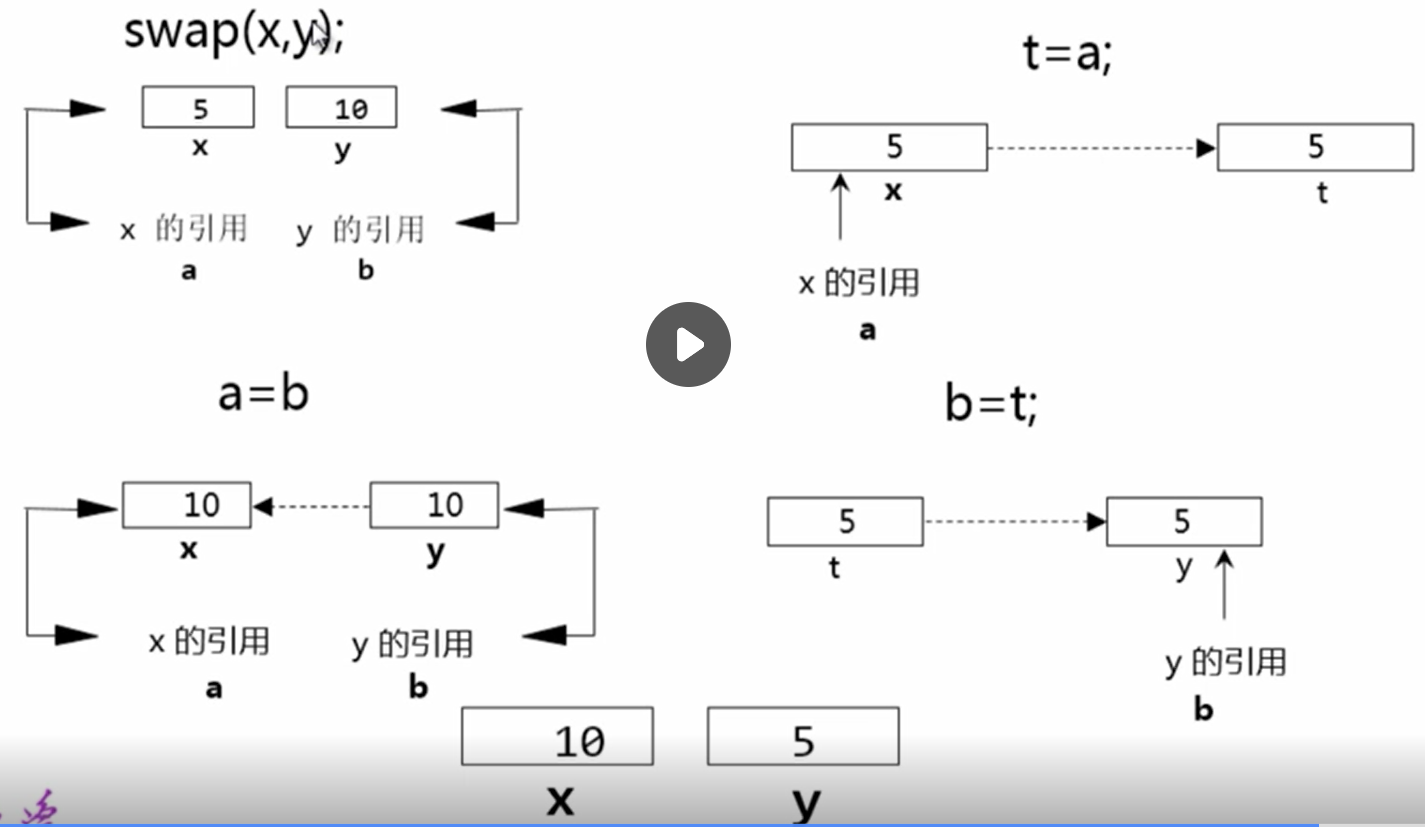 swap(x,y);
5 10
x y
x 的引用 y 的引用
a b
t=a;
5 5
x t
x 的引用
a
a=b
10 10
x y
x 的引用 y 的引用
a b
b=t;
5 5
t y
y 的引用
b
10 5
x y